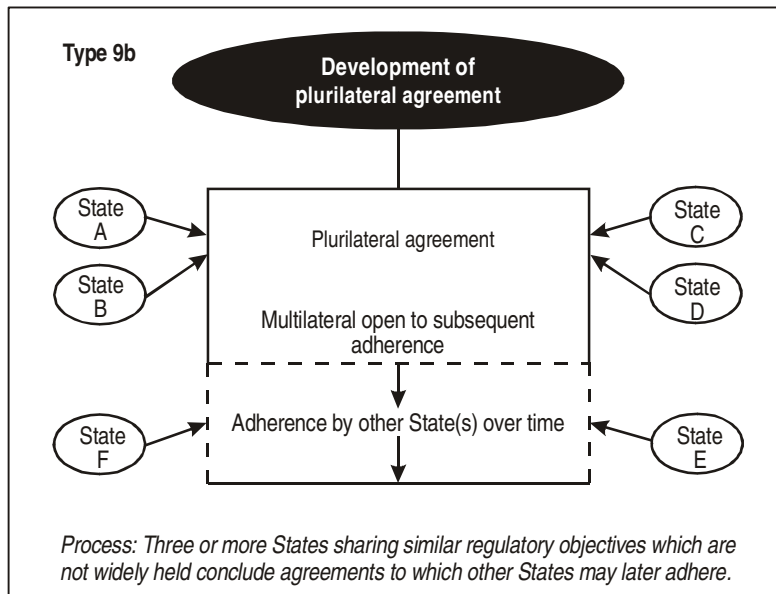 Type 9b
Development of
plurilateral agreement
State
A
State
C
Plurilateral agreement
State
B
State
D
Multilateral open to subsequent
adherence
State
F
Adherence by other State(s) over time
State
E
Process: Three or more States sharing similar regulatory objectives which are
not widely held conclude agreements to which other States may later adhere.